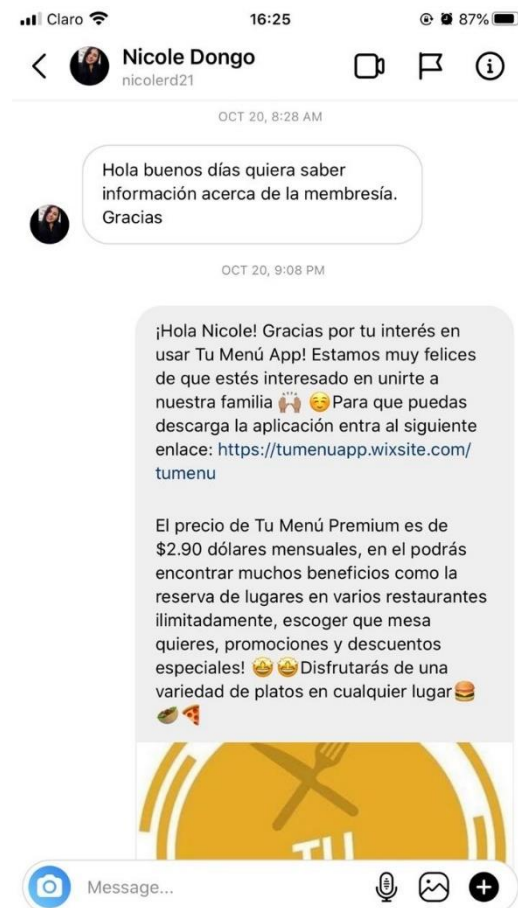 Claro 16:25 87%
Nicole Dongo
nicolerd21
OCT 20, 8:28 AM
Hola buenos días quiera saber
información acerca de la membresía.
Gracias
OCT 20, 9:08 PM
¡Hola Nicole! Gracias por tu interés en
usar Tu Menú App! Estamos muy felices
de que estés interesado en unirte a
nuestra familia 🙌🏽 ☺️Para que puedas
descarga la aplicación entra al siguiente
enlace: https://tumenuapp.wixsite.com/
tumenu
El precio de Tu Menú Premium es de
$2.90 dólares mensuales, en el podrás
encontrar muchos beneficios como la
reserva de lugares en varios restaurantes
ilimitadamente, escoger que mesa
quieres, promociones y descuentos
especiales! 🤩🤩Disfrutarás de una
variedad de platos en cualquier lugar🍔
🥙🍕
TU
Message...